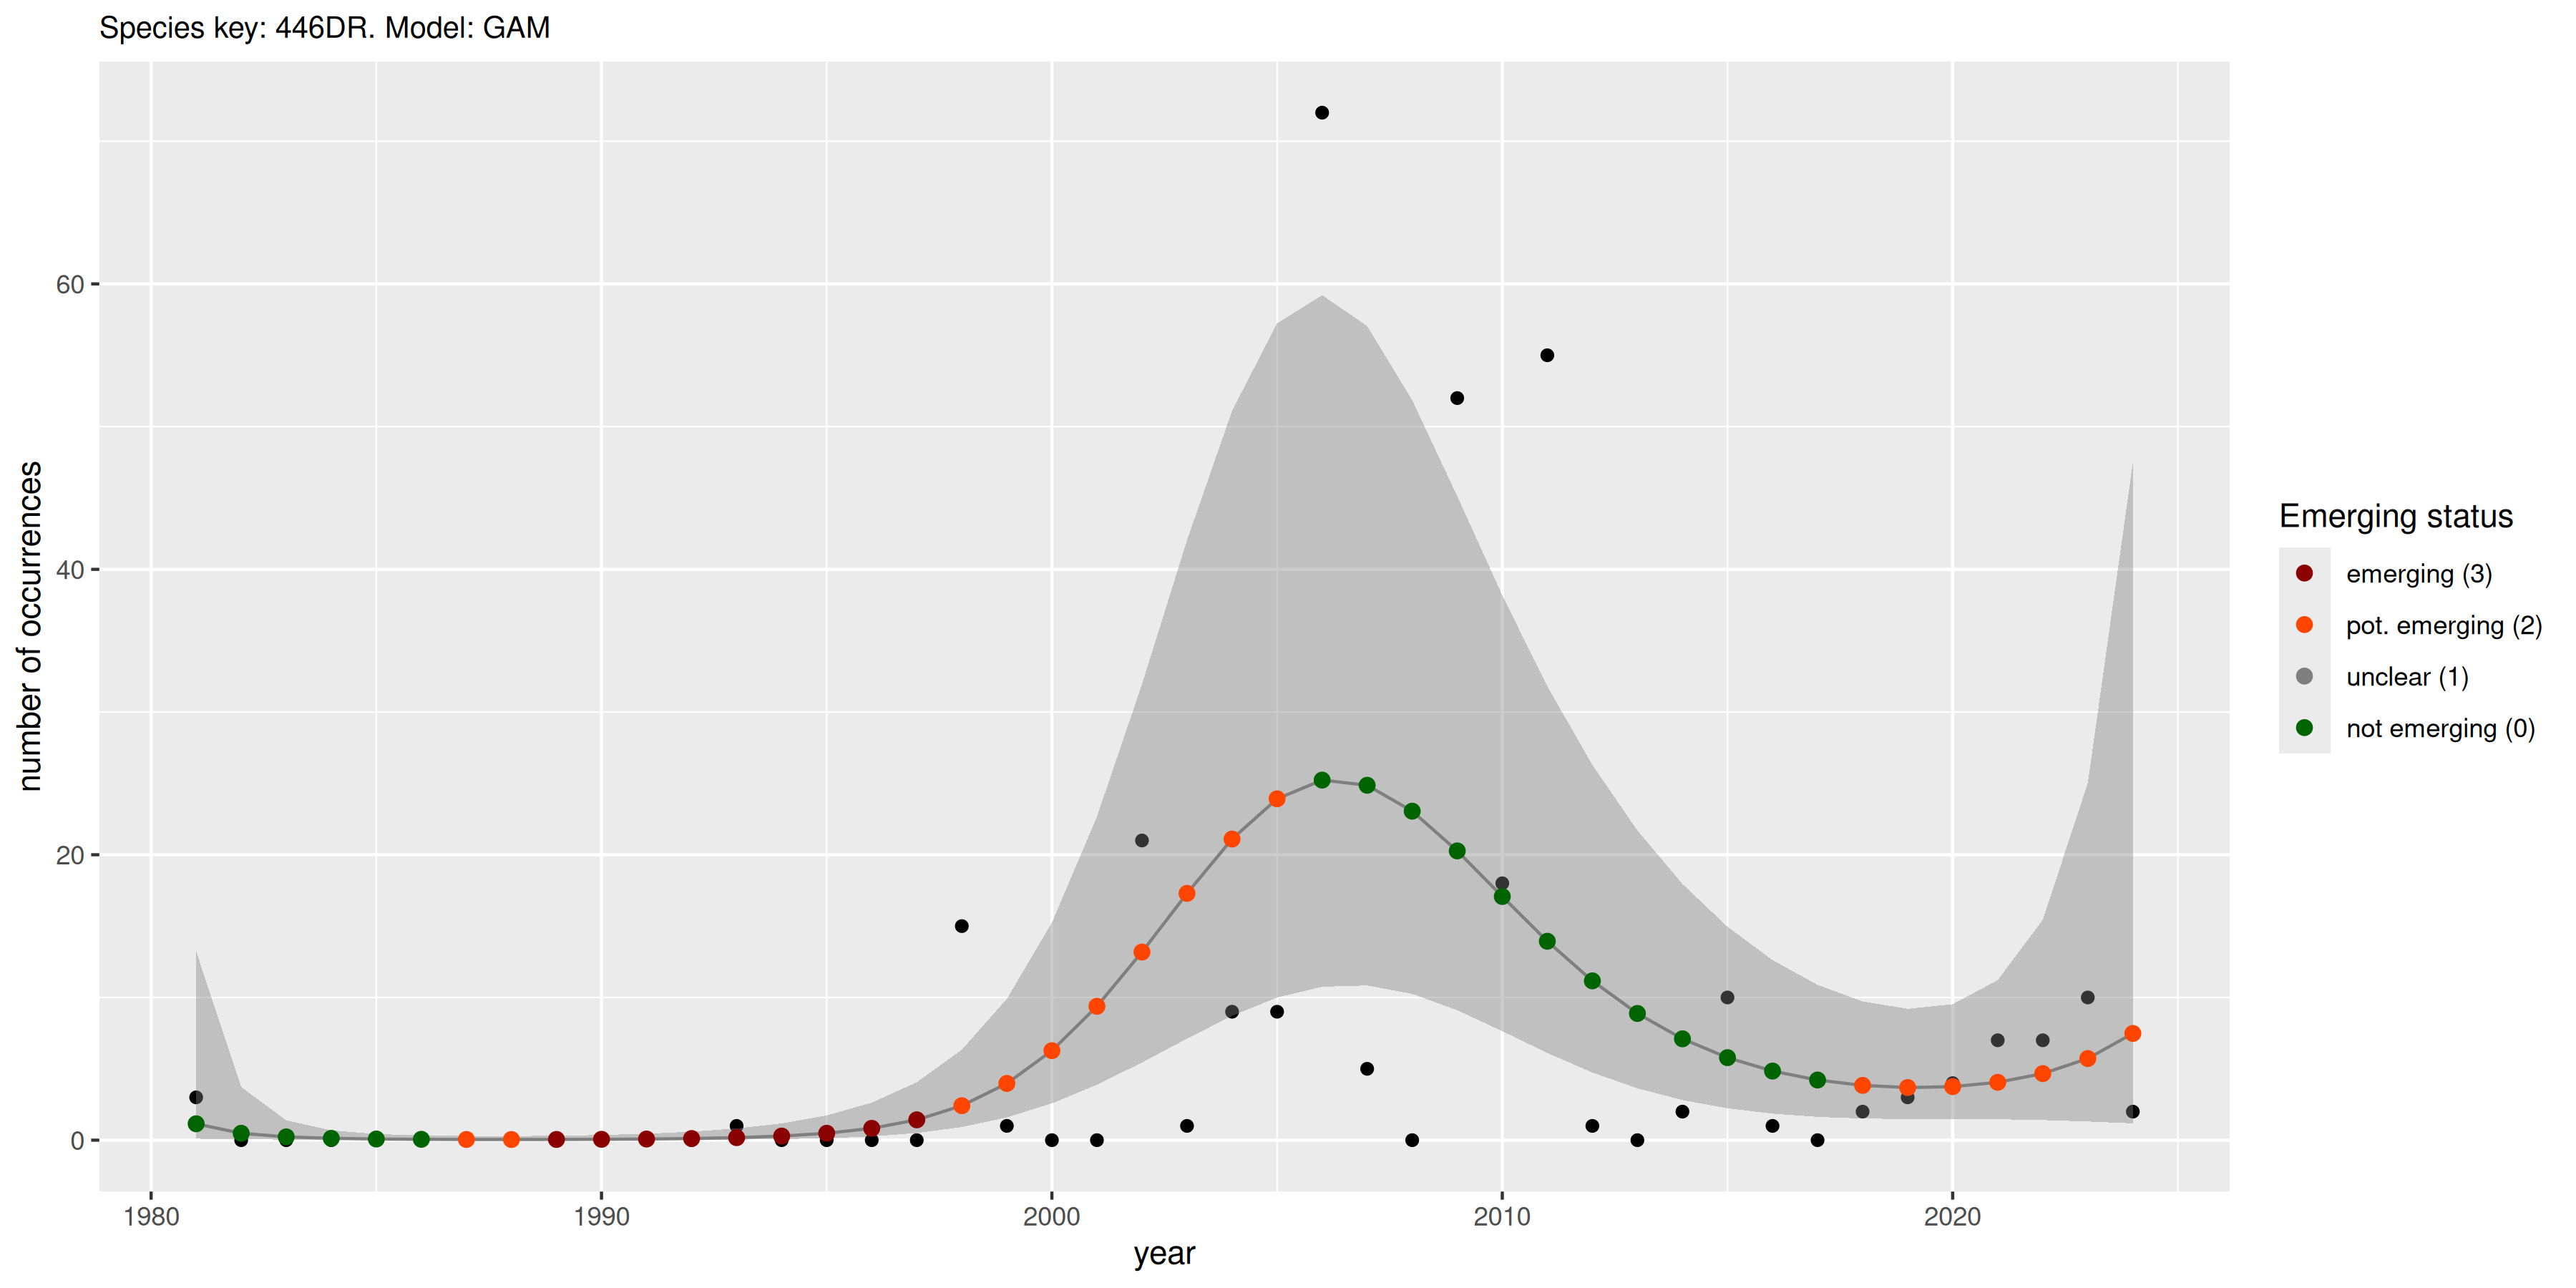 Species key: 446DR. Model: GAM
number of occurrences
60
40
20
0
1980
1990
2000
2010
2020
year
Emerging status
emerging (3)
pot. emerging (2)
unclear (1)
not emerging (0)